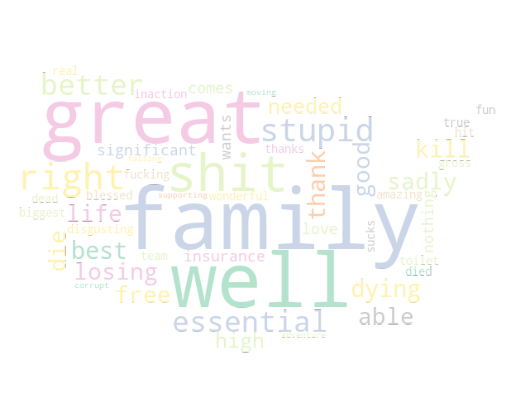 real
moving
better
inaction
comes
great
needed
fun
true
hit
stupid
wants
significant
thanks
kill
gross
right
shit
thank
good
fucking
sadly
dead
blessed
supporting
wonderful
amazing
family
nothing
biggest
life
love
sucks
disgusting
die
best
team
insurance
toilet
losing
well
died
corrupt
free
dying
essential
able
high